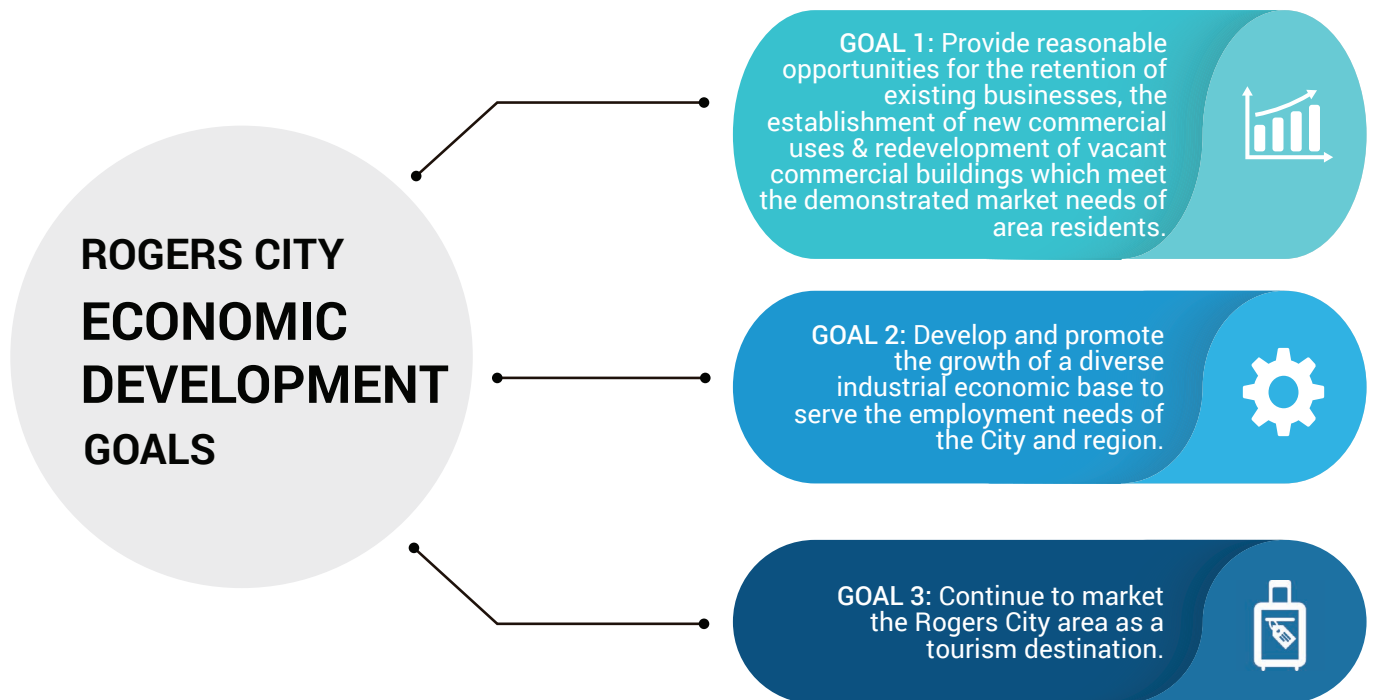 ROGERS CITY
ECONOMIC
DEVELOPMENT
GOALS
GOAL 1: Provide reasonable
opportunities for the retention of
existing businesses, the
establishment of new commercial
uses & redevelopment of vacant
commercial buildings which meet
the demonstrated market needs of
area residents.
GOAL 2: Develop and promote
the growth of a diverse
industrial economic base to
serve the employment needs of
the City and region.
GOAL 3: Continue to market
the Rogers City area as a
tourism destination.